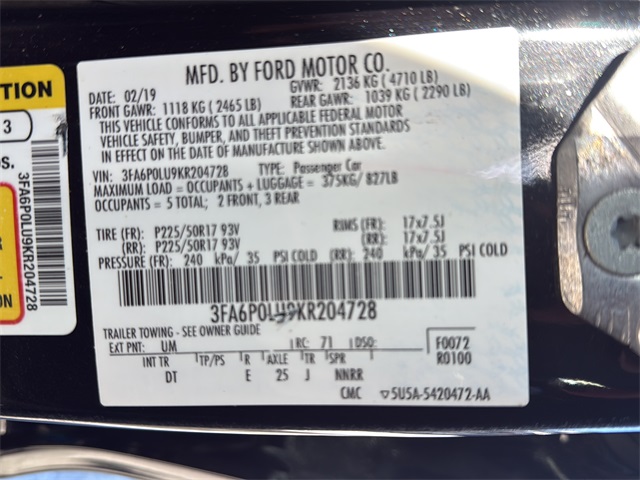 MFD. BY FORD MOTOR CO.
DATE: 02/19 GVWR: 2136 KG ( 4710 LB)
FRONT GAWR: 1118 KG ( 2465 LB) REAR GAWR: 1039 KG ( 2290 LB)
THIS VEHICLE CONFORMS TO ALL APPLICABLE FEDERAL MOTOR
VEHICLE SAFETY, BUMPER, AND THEFT PREVENTION STANDARDS
IN EFFECT ON THE DATE OF MANUFACTURE SHOWN ABOVE.
VIN: 3FA6P0LU9KR204728 TYPE: Passenger Car
MAXIMUM LOAD = OCCUPANTS + LUGGAGE = 375KG/ 827LB
OCCUPANTS = 5 TOTAL; 2 FRONT, 3 REAR
TIRE (FR): P225/50R17 93V RIMS (FR): 17x7.5J
(RR): P225/50R17 93V (RR): 17x7.5J
PRESSURE (FR): 240 kPa/ 35 PSI COLD (RR): 240 kPa/ 35 PSI COLD
3FA6P0LU9KR204728
TRAILER TOWING - SEE OWNER GUIDE
EXT PNT: UM RC: 71 DSO: F0072
R0100
INT TR TP/PS R AXLE TR SPR
DT E 25 J NNRR
CMC ▽5U5A-5420472-AA
TION
3
OS.
3FA6P0LU9KR204728
ON